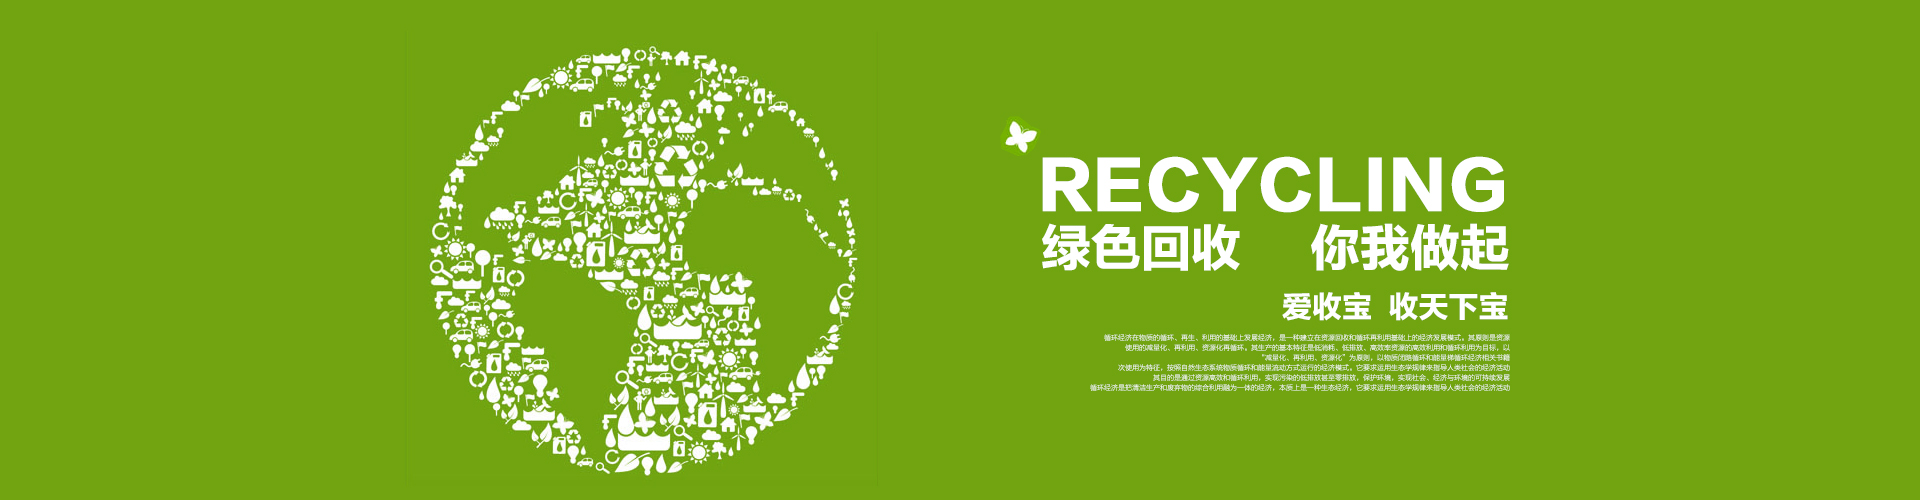 RECYCLING
绿色回收 你我做起
爱收宝 收天下宝
循环经济在物质的循环、再生、利用的基础上发展经济，是一种建立在资源回收和循环再利用基础上的经济发展模式。其原则是资源
使用的减量化、再利用、资源化再循环。其生产的基本特征是低消耗、低排放、高效率资源的高效利用和循环利用为目标，以
“减量化、再利用、资源化”为原则，以物质闭路循环和能量梯循环经济相关书籍
次使用为特征，按照自然生态系统物质循环和能量流动方式运行的经济模式。它要求运用生态学规律来指导人类社会的经济活动
其目的是通过资源高效和循环利用，实现污染的低排放甚至零排放，保护环境，实现社会、经济与环境的可持续发展
循环经济是把清洁生产和废弃物的综合利用融为一体的经济，本质上是一种生态经济，它要求运用生态学规律来指导人类社会的经济活动